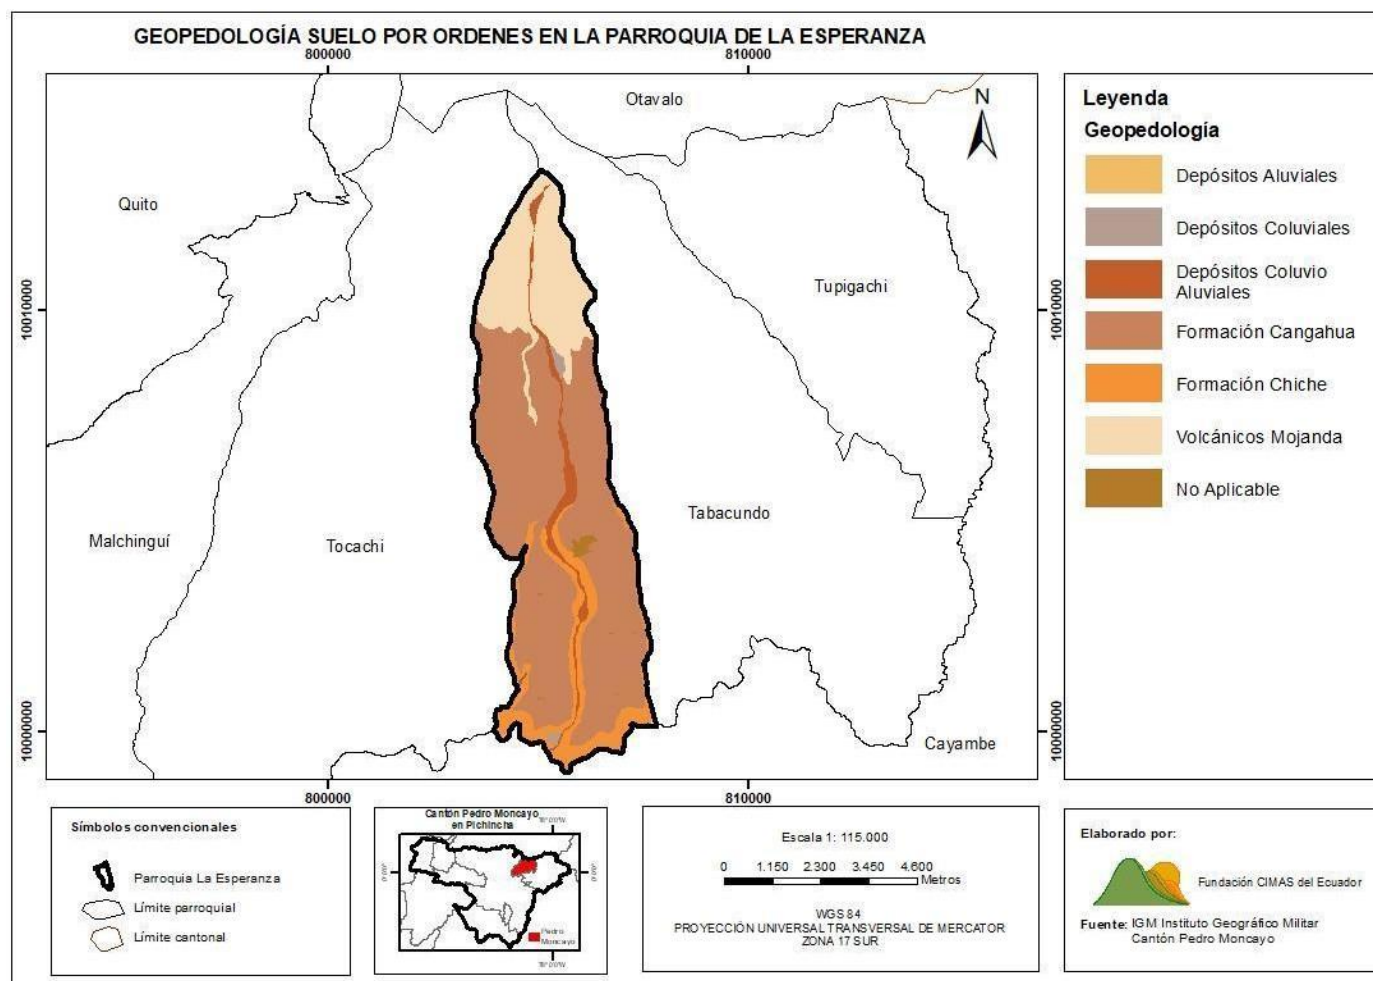 GEOPEDOLOGÍA SUELO POR ORDENES EN LA PARROQUIA DE LA ESPERANZA
800000
810000
Otavalo
N
Quito
Tupigachi
10010000
10010000
Malchinguí
Tocachi
Tabacundo
Cayambe
10000000
10000000
800000
810000
Leyenda
Geopedología
Depósitos Aluviales
Depósitos Coluviales
Depósitos Coluvio
Aluviales
Formación Cangahua
Formación Chiche
Volcánicos Mojanda
No Aplicable
Símbolos convencionales
Parroquia La Esperanza
Límite parroquial
Límite cantonal
Cantón Pedro Moncayo
en Pichincha
Pedro
Moncayo
Escala 1: 115.000
0 1.150 2.300 3.450 4.600
Metros
WGS 84
PROYECCIÓN UNIVERSAL TRANSVERSAL DE MERCATOR
ZONA 17 SUR
Elaborado por:
Fundación CIMAS del Ecuador
Fuente: IGM Instituto Geográfico Militar
Cantón Pedro Moncayo